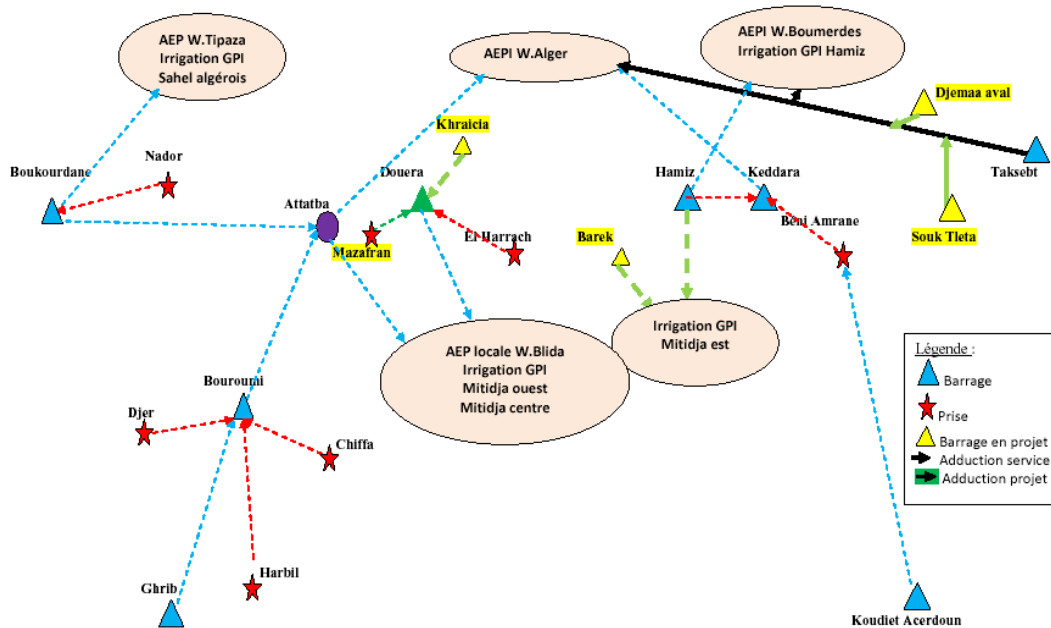 AEP W.Tipaza
Irrigation GPI
Sahel algérois
AEPI W.Alger
AEPI W.Boumerdes
Irrigation GPI Hamiz
Djemaa aval
Khraicia
Nador
Boukourdane
Douera
Hamiz
Keddara
Taksebt
Attatba
Beni Amrane
Mazafran
El Harrach
Barek
Souk Tleta
Irrigation GPI
Mitidja est
AEP locale W.Blida
Irrigation GPI
Mitidja ouest
Mitidja centre
Bouroumi
Djer
Chiffa
Harbil
Ghrib
Koudiet Acerdoun
Légende :
Barrage
Prise
Barrage en projet
Adduction service
Adduction projet